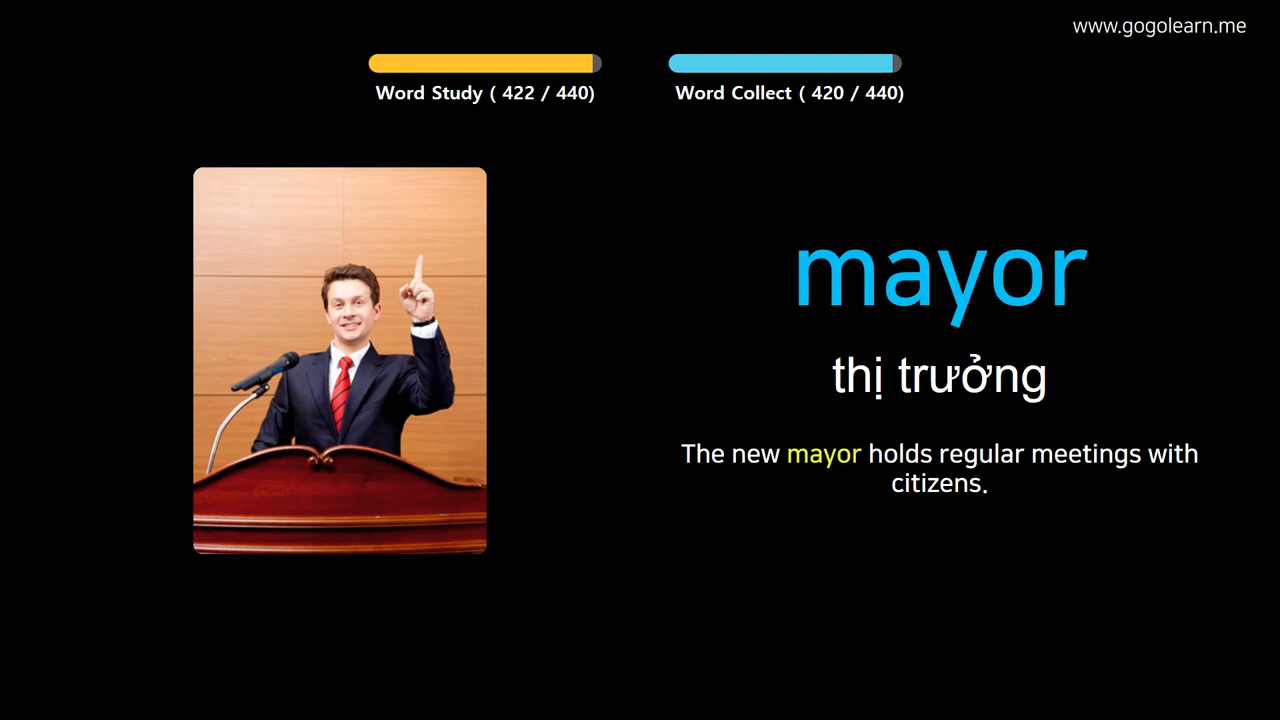 www.gogolearn.me
Word Study ( 422 / 440)
Word Collect ( 420 / 440)
mayor
thị trưởng
The new mayor holds regular meetings with
citizens.